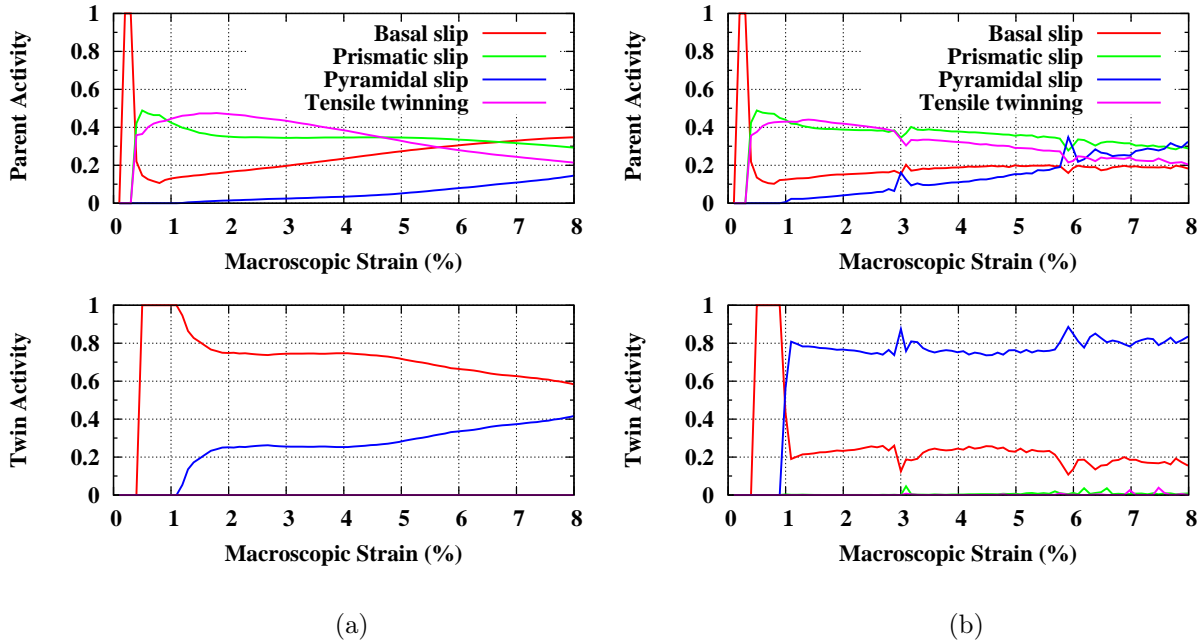 Parent Activity
1
0.8
0.6
0.4
0.2
0
0 1 2 3 4 5 6 7 8
Macroscopic Strain (%)
Basal slip
Prismatic slip
Pyramidal slip
Tensile twinning
Parent Activity
1
0.8
0.6
0.4
0.2
0
0 1 2 3 4 5 6 7 8
Macroscopic Strain (%)
Basal slip
Prismatic slip
Pyramidal slip
Tensile twinning
Twin Activity
1
0.8
0.6
0.4
0.2
0
0 1 2 3 4 5 6 7 8
Macroscopic Strain (%)
Twin Activity
1
0.8
0.6
0.4
0.2
0
0 1 2 3 4 5 6 7 8
Macroscopic Strain (%)
(a)
(b)